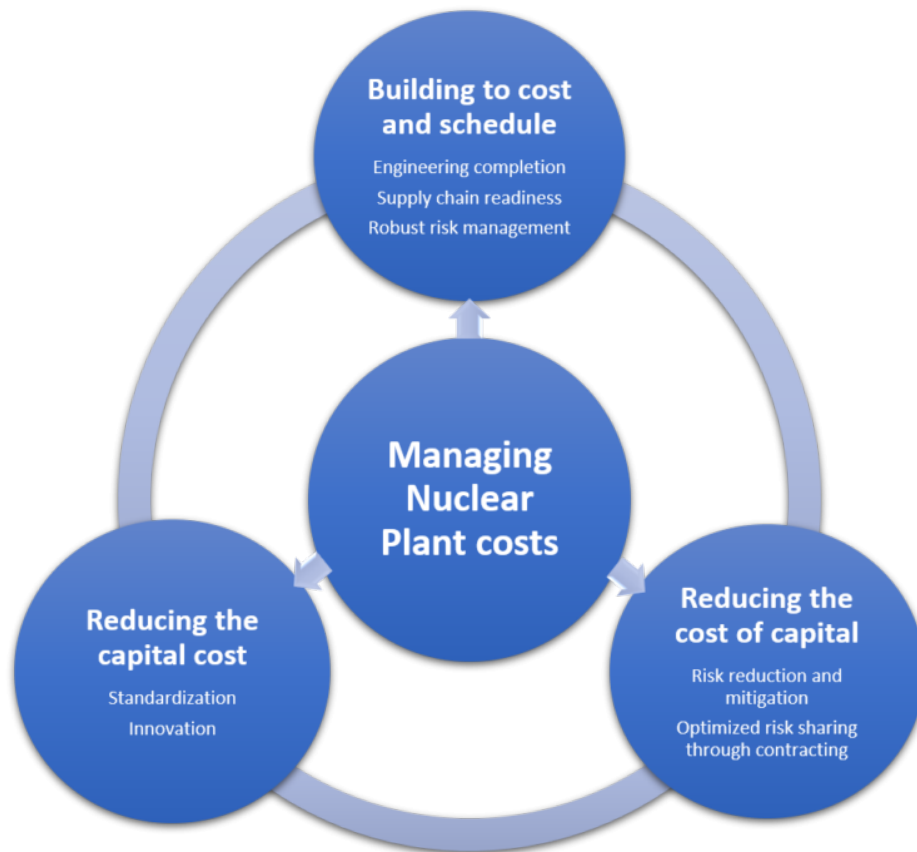 Building to cost
and schedule
Engineering completion
Supply chain readiness
Robust risk management
Managing
Nuclear
Plant costs
Reducing the
capital cost
Standardization
Innovation
Reducing the
cost of capital
Risk reduction and
mitigation
Optimized risk sharing
through contracting